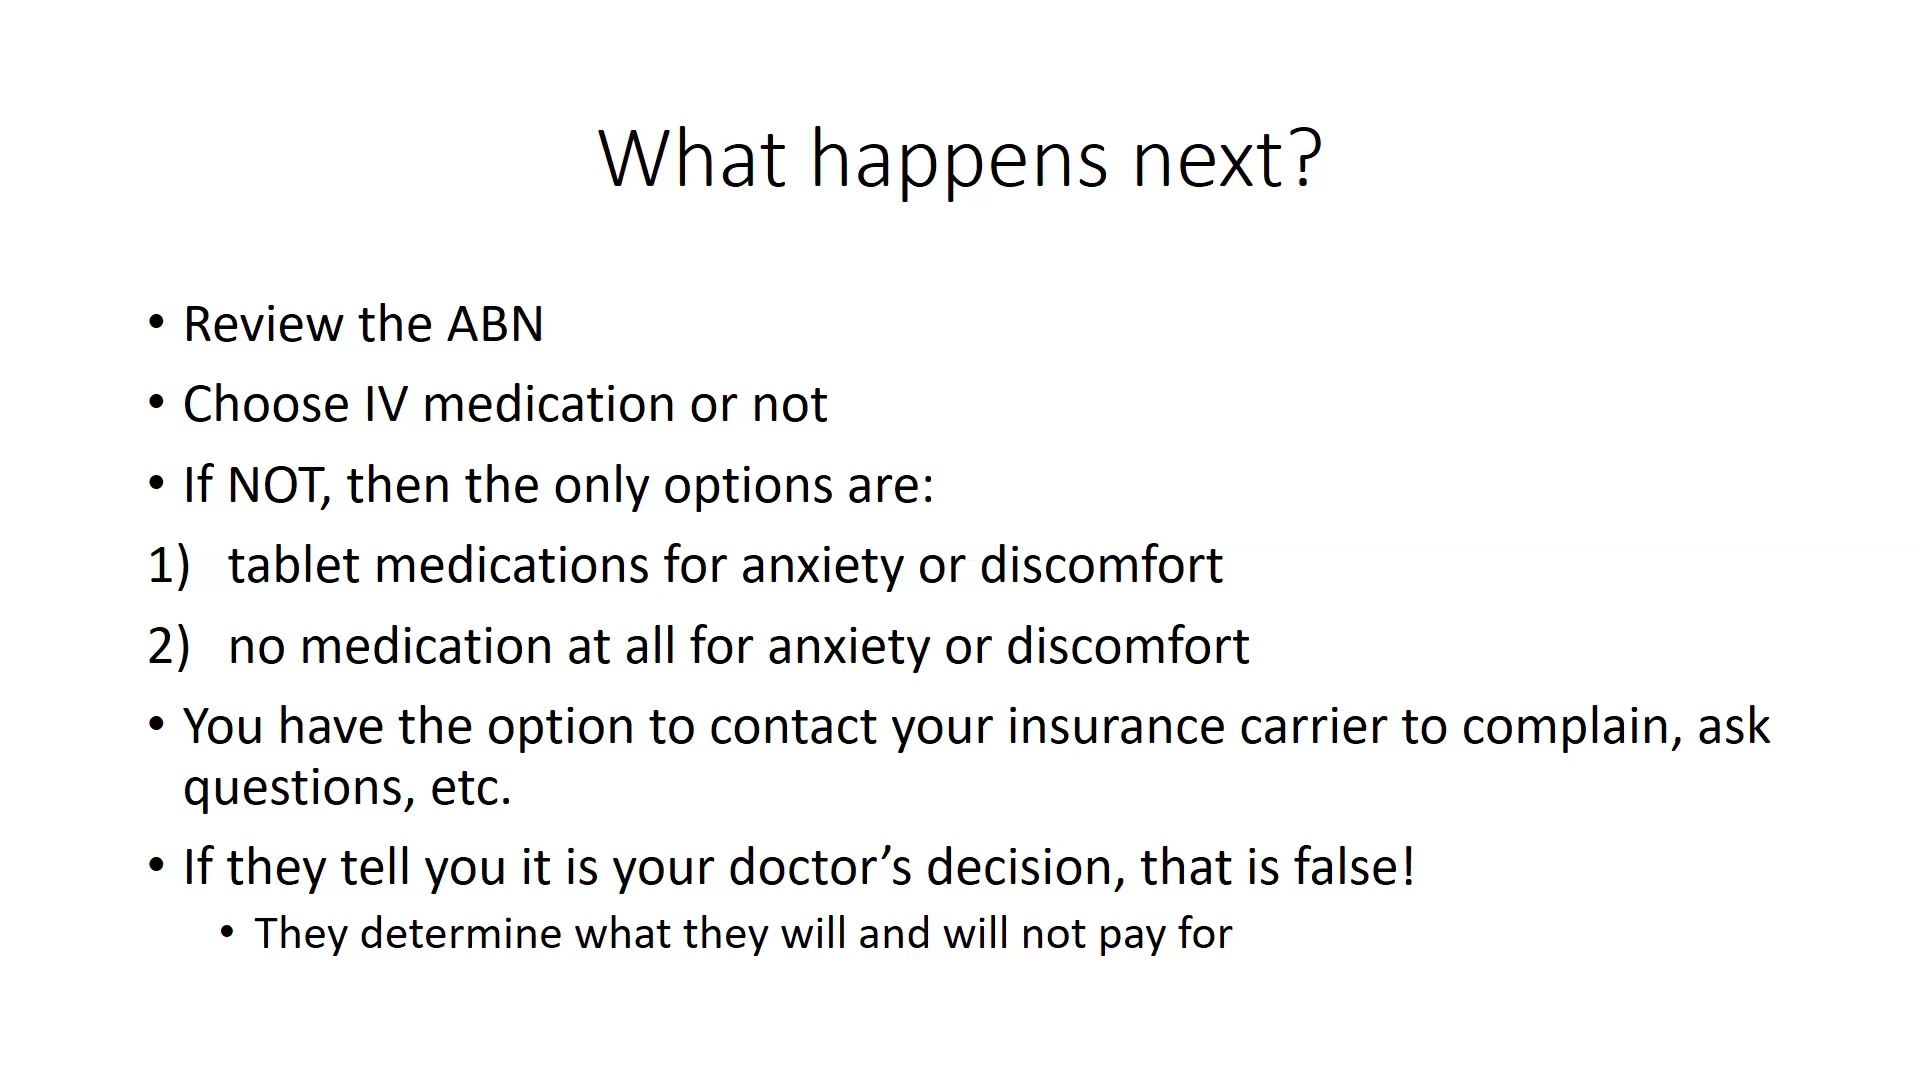 What happens next?
• Review the ABN
• Choose IV medication or not
• If NOT, then the only options are:
1) tablet medications for anxiety or discomfort
2) no medication at all for anxiety or discomfort
• You have the option to contact your insurance carrier to complain, ask
questions, etc.
• If they tell you it is your doctor’s decision, that is false!
• They determine what they will and will not pay for